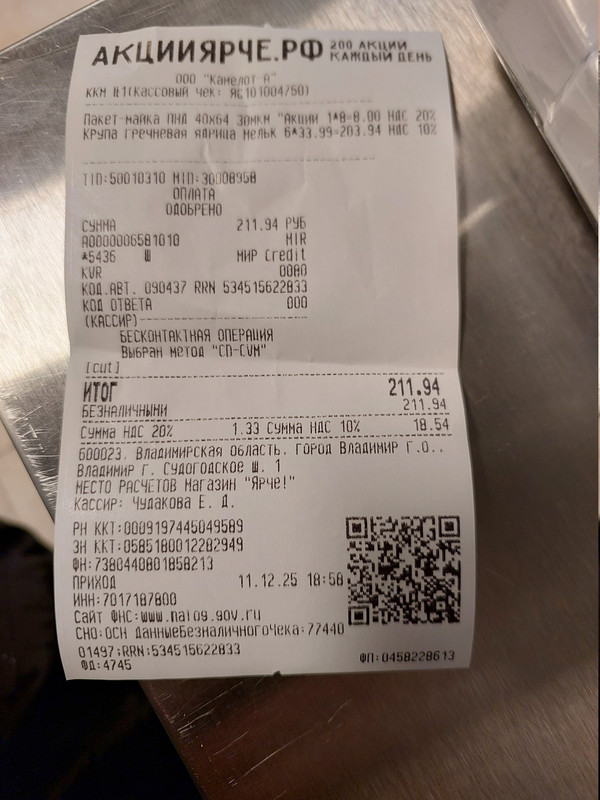 АКЦИИЯРЧЕ.РФ 200 АКЦИЙ КАЖДЫЙ ДЕНЬ
ООО "Камелот-А"
ККМ №1(Кассовый чек: ЯС101004750)
Пакет-майка ПНД 40х64 30мкм "Акции 1*8=8.00 НДС 20%
Крупа гречневая ядрица Мельк 6*33.99=203.94 НДС 10%
TID:50010310 MID:30008958
ОПЛАТА
ОДОБРЕНО
СУММА 211.94 РУБ
A0000006581010 MIR
*5436 МИР Credit
KVR 0080
КОД.АВТ. 090437 RRN 534515622833
КОД ОТВЕТА 000
(КАССИР)
БЕСКОНТАКТНАЯ ОПЕРАЦИЯ
Выбран метод "CD-CVM"
[cut]
ИТОГ 211.94
БЕЗНАЛИЧНЫМИ 211.94
Сумма НДС 20% 1.33 Сумма НДС 10% 18.54
600023, Владимирская область, город Владимир Г.О.,
Владимир г. Судогодское ш. 1
МЕСТО РАСЧЕТОВ Магазин "Ярче!"
Кассир: Чудакова Е. Д.
РН ККТ:0009197445049589
ЗН ККТ:0585180012282949
ФН:7380440801858213
ПРИХОД 11.12.25 18:58
ИНН:7017187800
Сайт ФНС:www.nalog.gov.ru
СНО:ОСН ДанныеБезналичногоЧека:77440
01497:RRN:534515622833
ФД:4745 ФП:0458228613